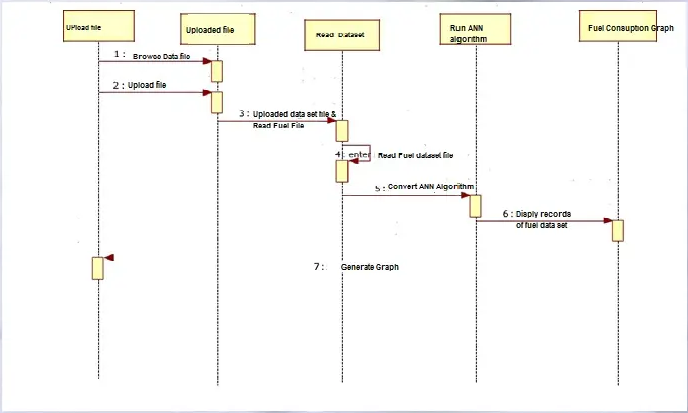 UPload file
Uploaded file
Read Dataset
Run ANN
algorithm
Fuel Consuption Graph
1 : Browse Data file
2 : Upload file
3 : Uploaded data set file &
Read Fuel File
4 : enter Read Fuel dataset file
5 : Convert ANN Algorithm
6 : Disply records
of fuel data set
7 : Generate Graph